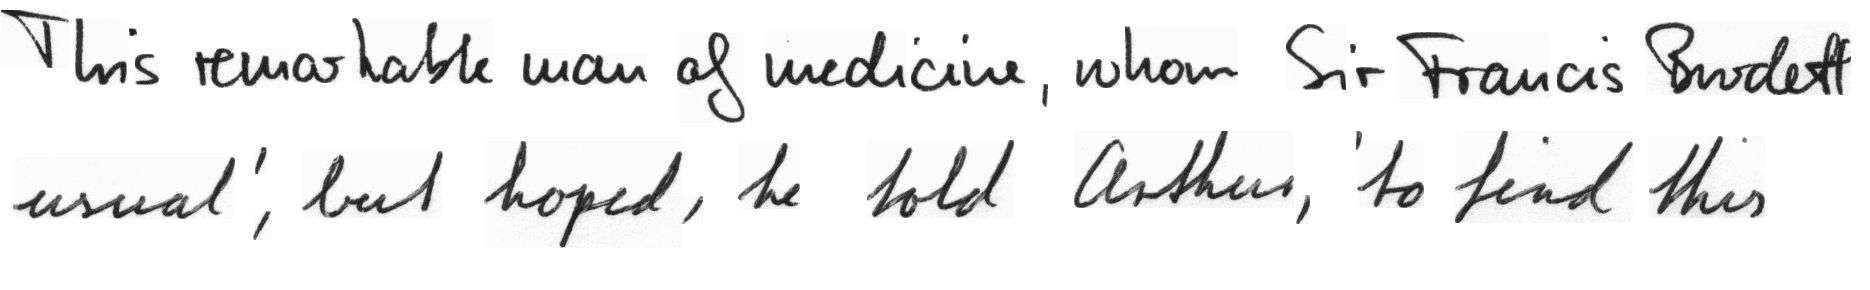 This remarkable man of medicine, whom Sir Francis Burdett
usual', but hoped, he told Arthur, 'to find this